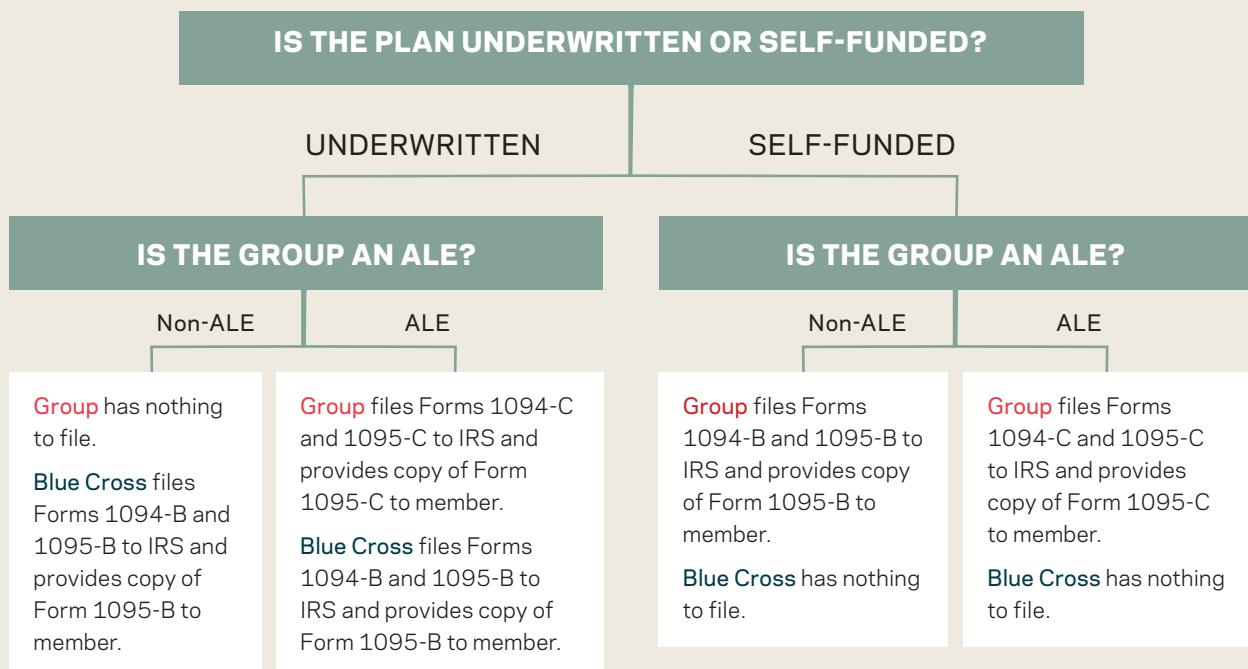 IS THE PLAN UNDERWRITTEN OR SELF-FUNDED?
UNDERWRITTEN
SELF-FUNDED
IS THE GROUP AN ALE?
Non-ALE
ALE
Group has nothing
to file.
Blue Cross files
Forms 1094-B and
1095-B to IRS and
provides copy of
Form 1095-B to
member.
Group files Forms 1094-C
and 1095-C to IRS and
provides copy of Form
1095-C to member.
Blue Cross files Forms
1094-B and 1095-B to
IRS and provides copy of
Form 1095-B to member.
IS THE GROUP AN ALE?
Non-ALE
ALE
Group files Forms
1094-B and 1095-B to
IRS and provides copy
of Form 1095-B to
member.
Blue Cross has nothing
to file.
Group files Forms
1094-C and 1095-C
to IRS and provides
copy of Form 1095-C
to member.
Blue Cross has nothing
to file.